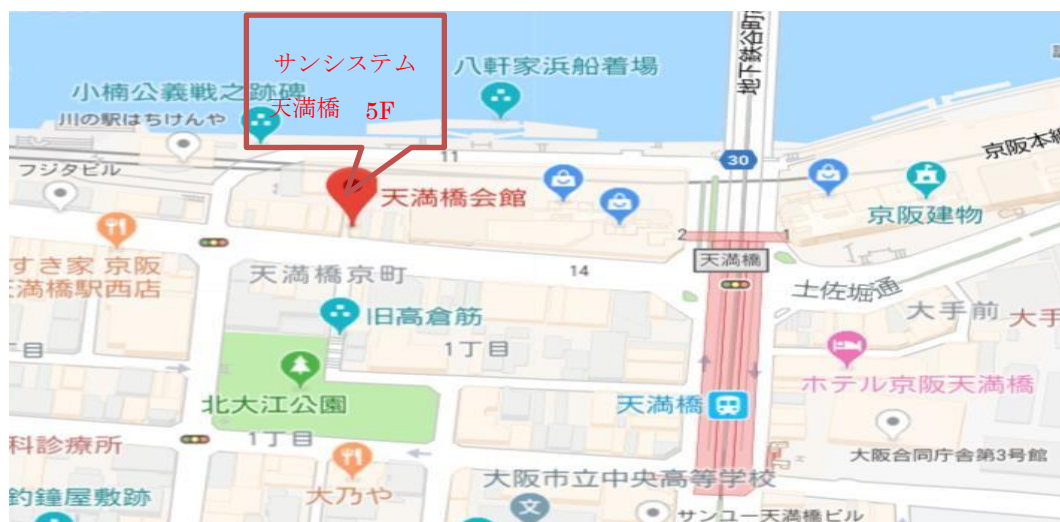 サンシステム
天満橋 5F
八軒家浜船着場
地下鉄谷町
小楠公義戦之跡碑
川の駅はちけんや
フジタビル
11
30
京阪本線
天満橋会館
京阪建物
2
1
天満橋
すき家 京阪
天満橋駅西店
天満橋京町
14
土佐堀通
大手前
大手
旧高倉筋
1丁目
目
ホテル京阪天満橋
北大江公園
天満橋
1丁目
科診療所
大阪合同庁舎第3号館
大乃や
大阪市立中央高等学校
釣鐘屋敷跡
文
サンユー天満橋ビル